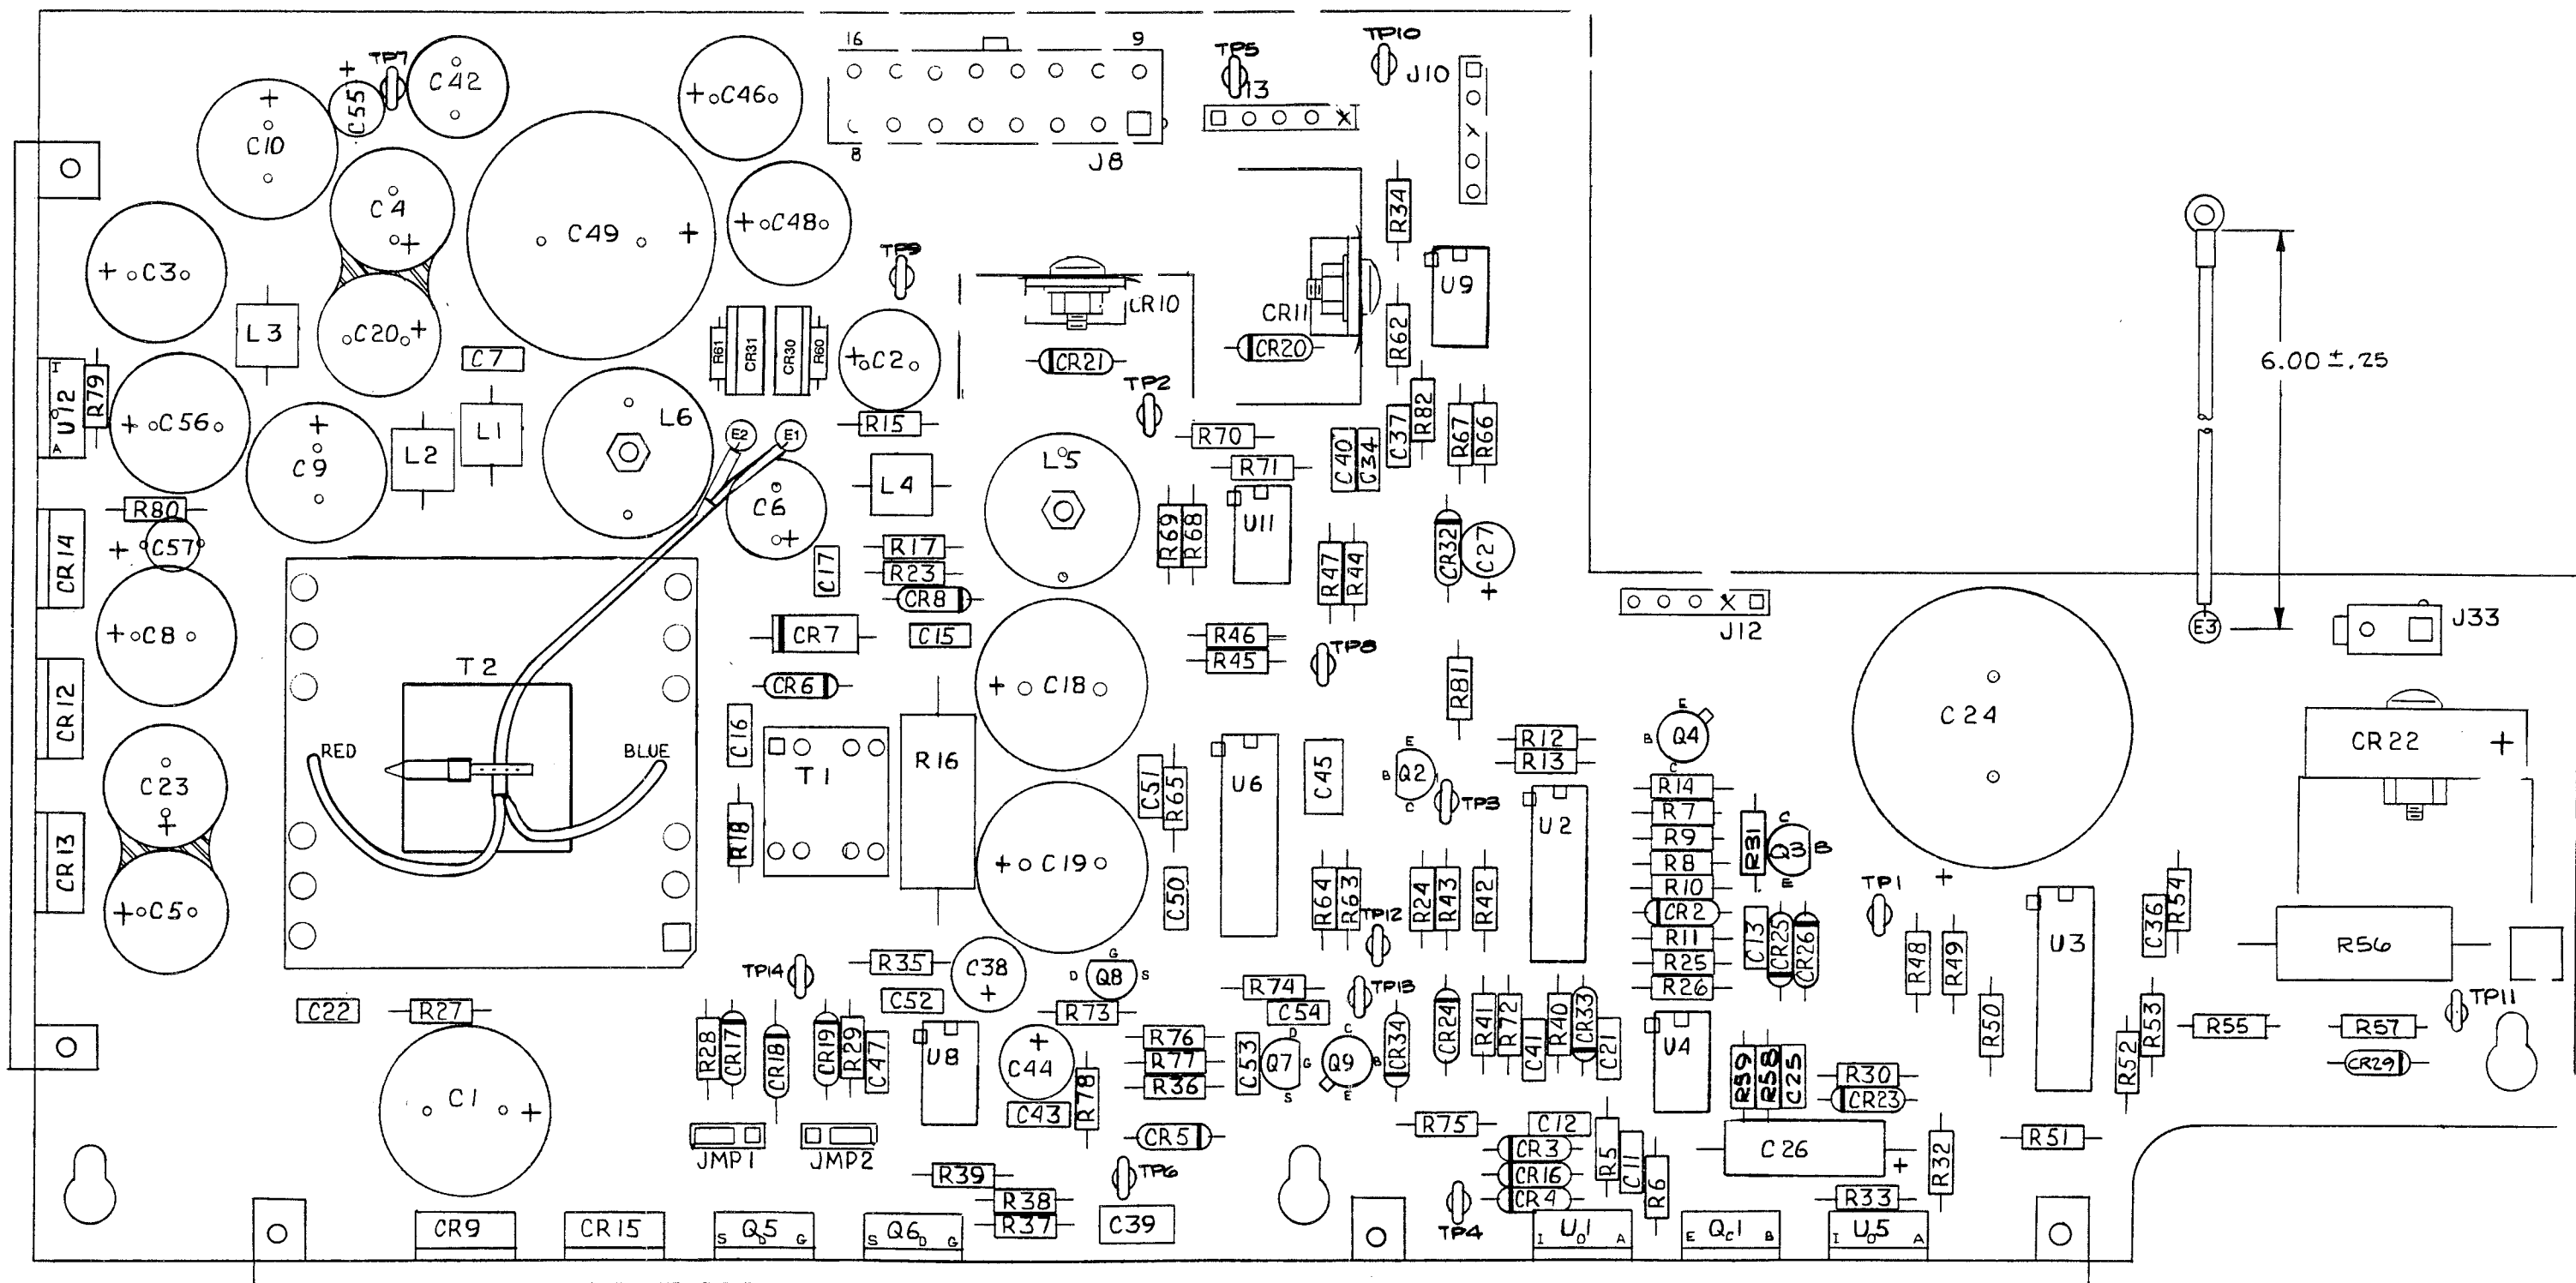 16
9
TP7
C42
C55
+
+
C10
+ C46
TP5
J13
TP10
J10
8
J8
C4
+
C49 +
+ C48
R34
+ C3
TP9
CR10
CR11
U9
L3
C20 +
C7
R61
CR31
CR30
R60
+ C2
CR21
CR20
R62
6.00 ±.25
I
U12
O
A
R79
+ C56
+
C9
L2
L1
L6
E2
E1
R15
TP2
R70
R71
C40
C34
C37
R82
R67
R66
R80
+ C57
C6
+
L4
L5
U11
R69
R68
CR14
C17
R17
R23
CR8
R47
R44
CR32
C27
+
J12
E3
J33
+ C8
CR7
C15
R46
R45
TP8
T2
CR6
+ C18
R81
C24
+
CR12
RED
BLUE
C16
T1
R16
C51
R65
U6
C45
E
B
Q2
C
TP3
R12
R13
E
B
Q4
C
CR22 +
C23
+
R18
U2
R14
R7
R9
R8
R10
CR2
R11
R25
R26
R31
C
Q3
B
E
CR13
+ C5
+ C19
C50
R64
R63
TP12
R24
R43
R42
C13
CR25
CR26
TP1
R48
R49
U3
C36
R54
R56
TP14
R35
C38
+
G
D
Q8
S
R74
C54
TP13
C22
R27
C52
R73
R28
CR17
CR18
CR19
R29
C47
U8
+
C44
R76
R77
R36
C53
D
Q7
G
S
C
Q9
B
E
CR34
CR24
R41
R72
C41
R40
CR33
C21
U4
R50
R52
R53
R55
R57
TP11
CR29
C1 +
C43
R78
R59
R58
C25
R30
CR23
JMP1
JMP2
CR5
R75
C12
CR3
CR16
CR4
R5
C11
R6
C26
+
R32
R51
R39
R38
R37
TP6
C39
TP4
R33
CR9
CR15
S
Q5
D
G
S
Q6
D
G
I
U1
O
A
E
Q1
C
B
I
U5
O
A